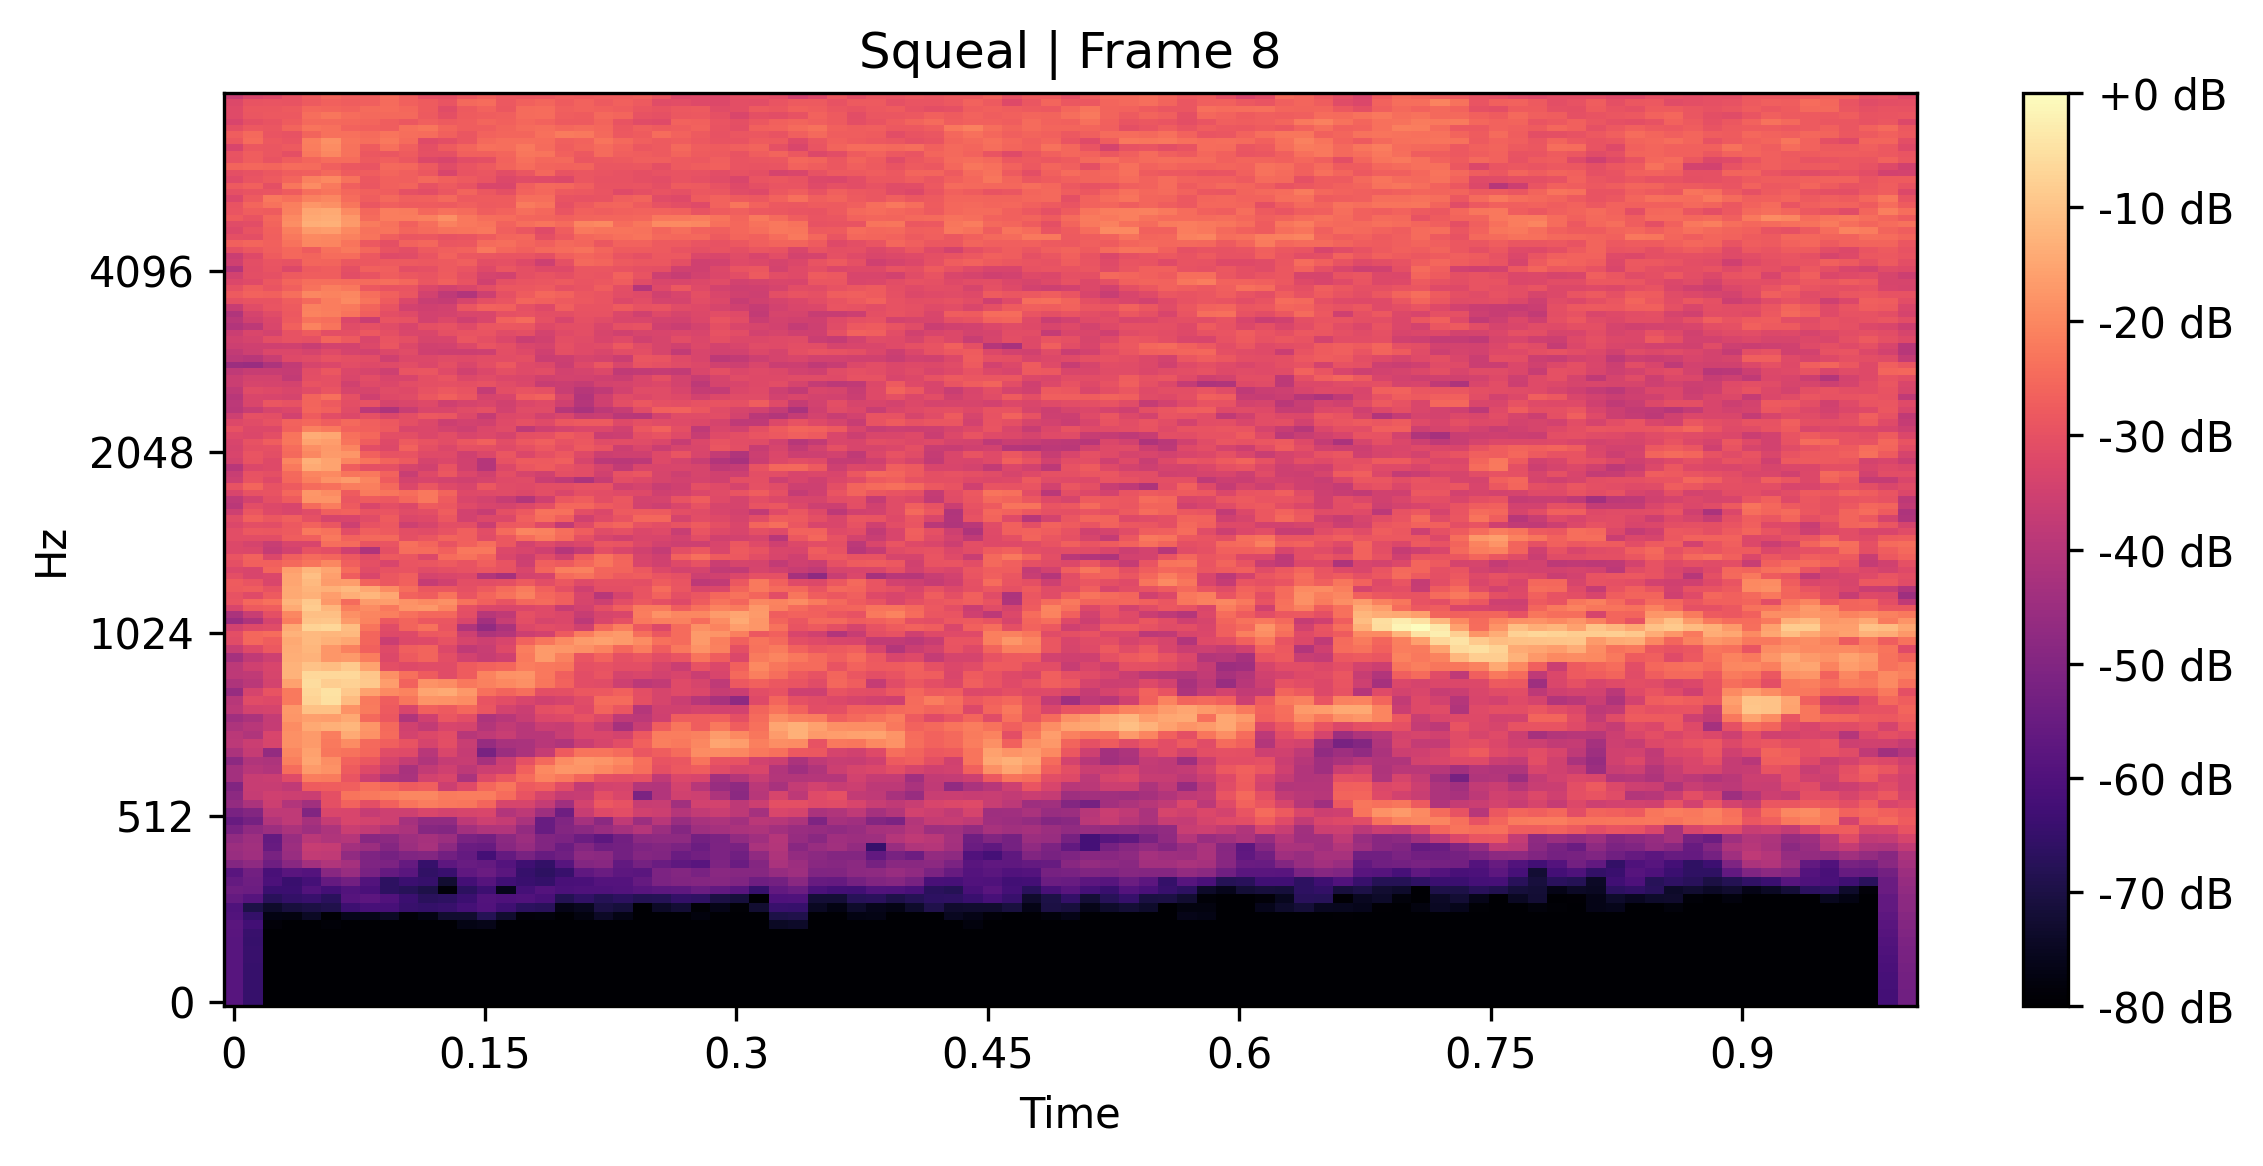 Squeal | Frame 8
Hz
4096
2048
1024
512
0
0 0.15 0.3 0.45 0.6 0.75 0.9
Time
+0 dB
-10 dB
-20 dB
-30 dB
-40 dB
-50 dB
-60 dB
-70 dB
-80 dB